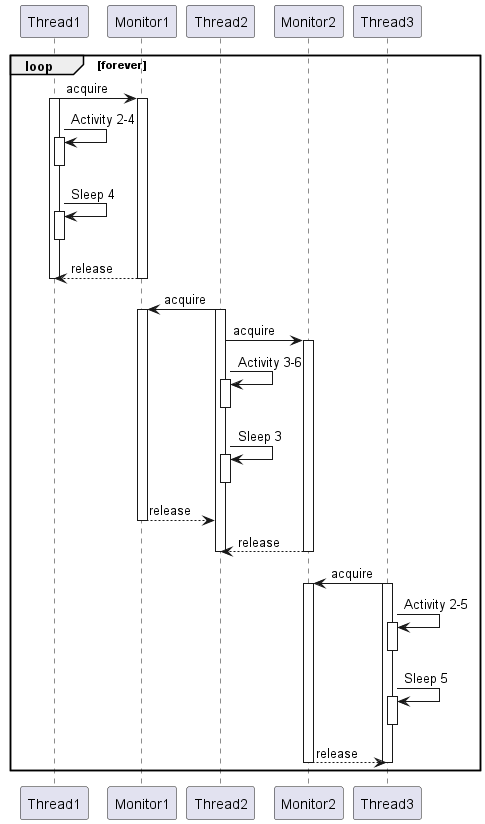 Thread1 Monitor1 Thread2 Monitor2 Thread3
loop [forever]
acquire
Activity 2-4
Sleep 4
release
acquire
acquire
Activity 3-6
Sleep 3
release
release
acquire
Activity 2-5
Sleep 5
release
Thread1 Monitor1 Thread2 Monitor2 Thread3